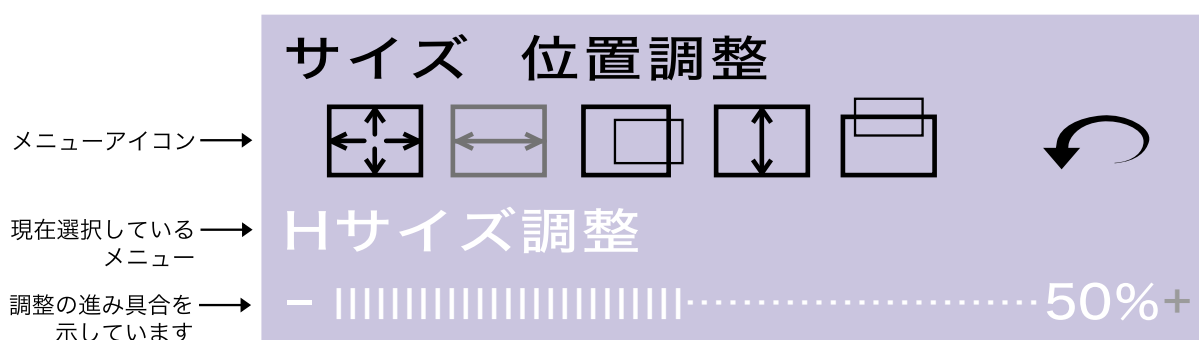 サイズ 位置調整
メニューアイコン
現在選択している
メニュー
Hサイズ調整
調整の進み具合を
示しています
− 50%+